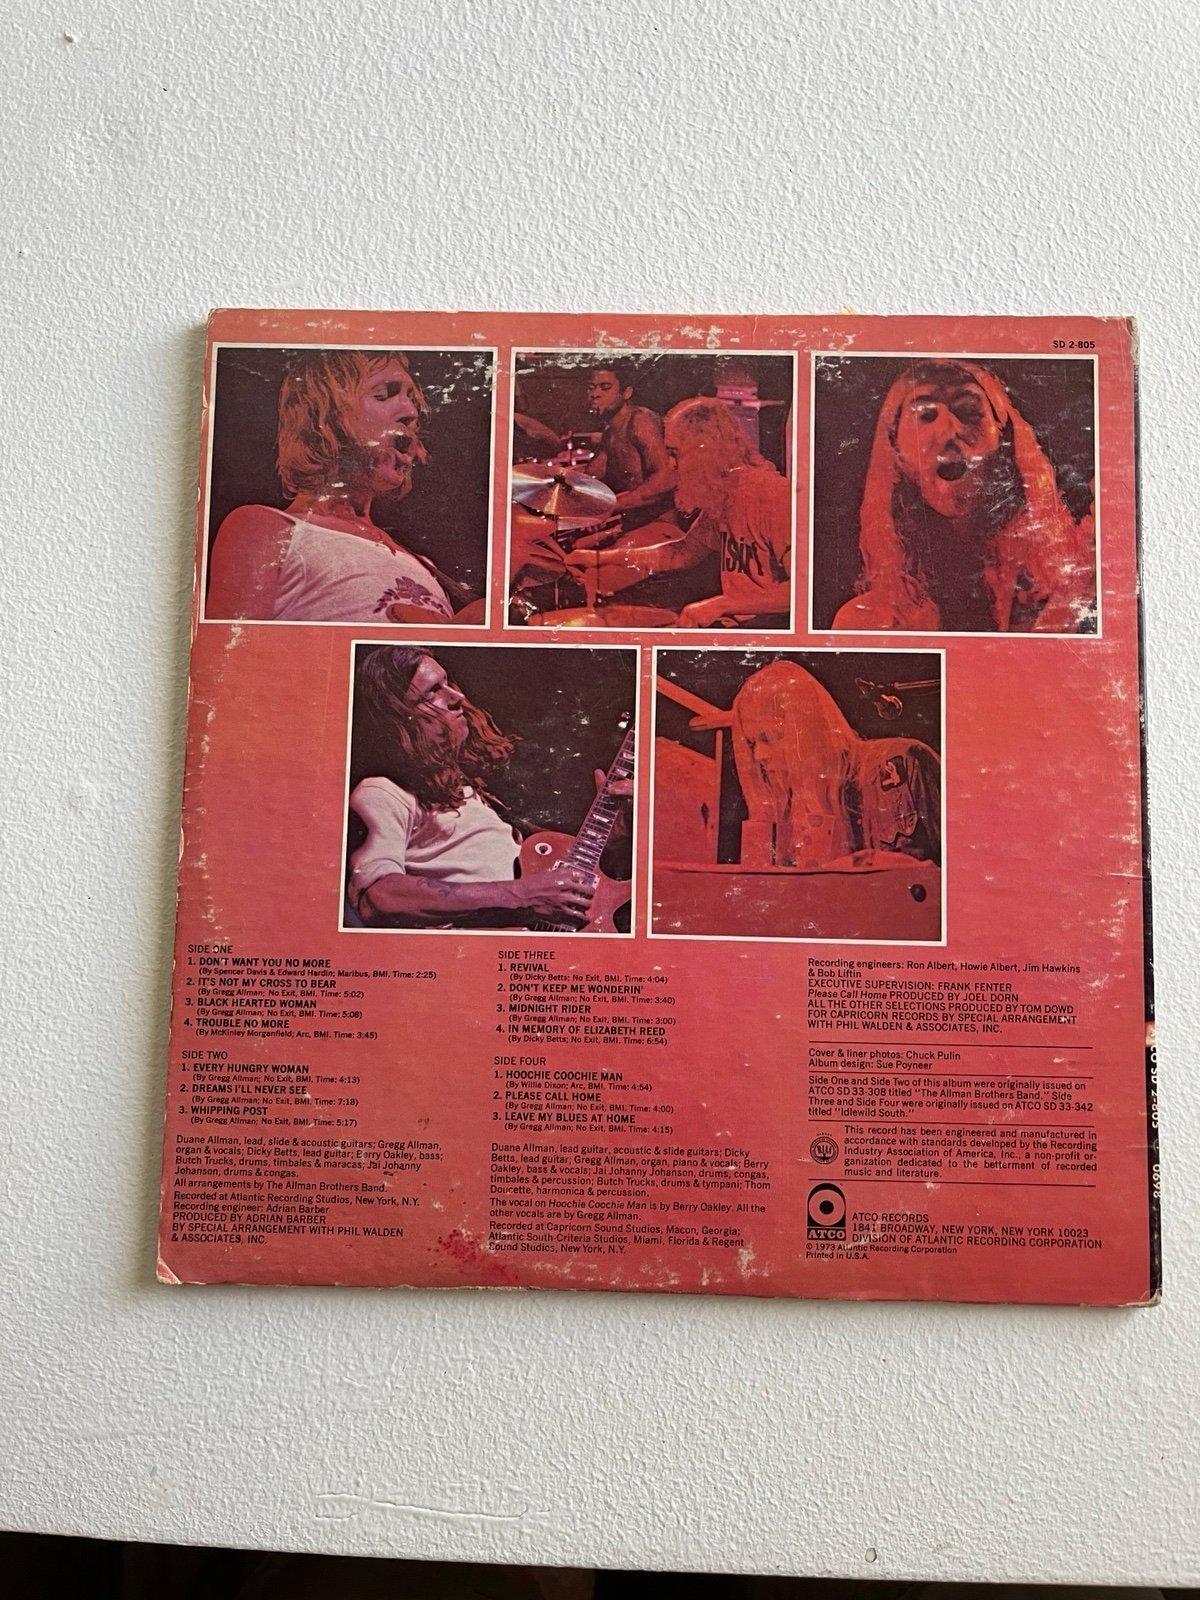 SD 2-805
SIDE ONE
1. DON'T WANT YOU NO MORE
(By Spencer Davis & Edward Hardin; Maribus, BMI. Time: 2:25)
2. IT'S NOT MY CROSS TO BEAR
(By Gregg Allman; No Exit, BMI. Time: 5:02)
3. BLACK HEARTED WOMAN
(By Gregg Allman; No Exit, BMI. Time: 5:08)
4. TROUBLE NO MORE
(By McKinley Morganfield; Arc, BMI. Time: 3:45)
SIDE TWO
1. EVERY HUNGRY WOMAN
(By Gregg Allman; No Exit, BMI. Time: 4:13)
2. DREAMS I'LL NEVER SEE
(By Gregg Allman; No Exit, BMI. Time: 7:18)
3. WHIPPING POST
(By Gregg Allman; No Exit, BMI. Time: 5:17)
Duane Allman, lead, slide & acoustic guitars; Gregg Allman,
organ & vocals; Dicky Betts, lead guitar; Berry Oakley, bass;
Butch Trucks, drums, timbales & maracas; Jai Johanny
Johanson, drums & congas.
All arrangements by The Allman Brothers Band.
Recorded at Atlantic Recording Studios, New York, N.Y.
Recording engineer: Adrian Barber
PRODUCED BY ADRIAN BARBER
BY SPECIAL ARRANGEMENT WITH PHIL WALDEN
& ASSOCIATES, INC.
SIDE THREE
1. REVIVAL
(By Dicky Betts; No Exit, BMI. Time: 4:04)
2. DON'T KEEP ME WONDERIN'
(By Gregg Allman; No Exit, BMI. Time: 3:40)
3. MIDNIGHT RIDER
(By Gregg Allman; No Exit, BMI. Time: 3:00)
4. IN MEMORY OF ELIZABETH REED
(By Dicky Betts; No Exit, BMI. Time: 6:54)
SIDE FOUR
1. HOOCHIE COOCHIE MAN
(By Willie Dixon; Arc, BMI. Time: 4:54)
2. PLEASE CALL HOME
(By Gregg Allman; No Exit, BMI. Time: 4:00)
3. LEAVE MY BLUES AT HOME
(By Gregg Allman; No Exit, BMI. Time: 4:15)
Duane Allman, lead guitar, acoustic & slide guitars; Dicky
Betts, lead guitar; Gregg Allman, organ, piano & vocals; Berry
Oakley, bass & vocals; Jai Johanny Johanson, drums, congas,
timbales & percussion; Butch Trucks, drums & tympani; Thom
Doucette, harmonica & percussion.
The vocal on Hoochie Coochie Man is by Berry Oakley. All the
other vocals are by Gregg Allman.
Recorded at Capricorn Sound Studios, Macon, Georgia;
Atlantic South-Criteria Studios, Miami, Florida & Regent
Sound Studios, New York, N.Y.
Recording engineers: Ron Albert, Howie Albert, Jim Hawkins
& Bob Liftin
EXECUTIVE SUPERVISION: FRANK FENTER
Please Call Home PRODUCED BY JOEL DORN
ALL THE OTHER SELECTIONS PRODUCED BY TOM DOWD
FOR CAPRICORN RECORDS BY SPECIAL ARRANGEMENT
WITH PHIL WALDEN & ASSOCIATES, INC.
Cover & liner photos: Chuck Pulin
Album design: Sue Poyneer
Side One and Side Two of this album were originally issued on
ATCO SD 33-308 titled "The Allman Brothers Band." Side
Three and Side Four were originally issued on ATCO SD 33-342
titled "Idlewild South."
This record has been engineered and manufactured in
accordance with standards developed by the Recording
Industry Association of America, Inc., a non-profit or-
ganization dedicated to the betterment of recorded
music and literature.
ATCO
ATCO RECORDS
1841 BROADWAY, NEW YORK, NEW YORK 10023
DIVISION OF ATLANTIC RECORDING CORPORATION
© 1973 Atlantic Recording Corporation
Printed in U.S.A.
SD 2-805
0698